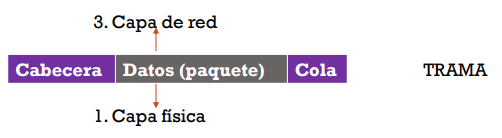 3. Capa de red
Cabecera Datos (paquete) Cola TRAMA
1. Capa física